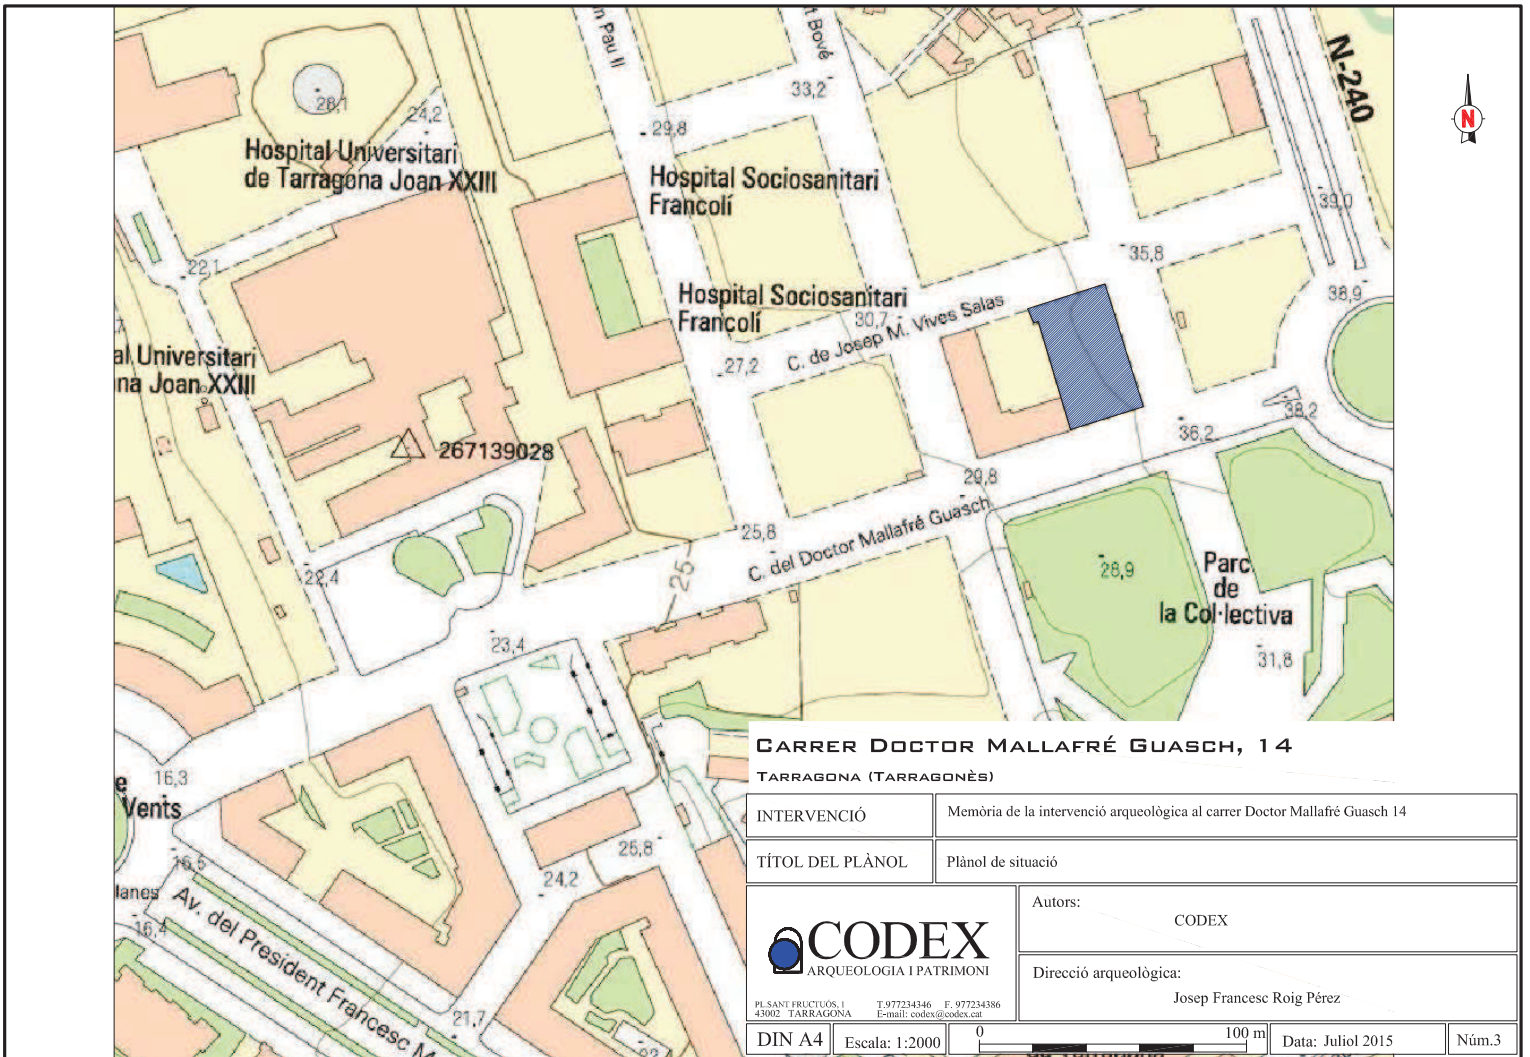 n Pau II
t Bové
N-240
33,2
28,1
24,2
29,8
Hospital Universitari
de Tarragona Joan XXIII
Hospital Sociosanitari
Francolí
39,0
35,8
22,1
38,9
Hospital Sociosanitari
Francolí
30,7
C. de Josep M. Vives Salas
al Universitari
na Joan XXIII
27,2
38,2
36,2
267139028
29,8
25,8
C. del Doctor Mallafré Guasch
25
22,4
28,9
Parc
de
la Col·lectiva
31,8
23,4
16,3
e
Vents
16,5
25,8
24,2
lanes
16,4
Av. del President Francesc M
21,7
N
CARRER DOCTOR MALLAFRÉ GUASCH, 14
TARRAGONA (TARRAGONÈS)
INTERVENCIÓ
Memòria de la intervenció arqueològica al carrer Doctor Mallafré Guasch 14
TÍTOL DEL PLÀNOL
Plànol de situació
CODEX
ARQUEOLOGIA I PATRIMONI
PL.SANT FRUCTUÓS, 1 T.977234346 F. 977234386
43002 TARRAGONA E-mail: codex@codex.cat
Autors:
CODEX
Direcció arqueològica:
Josep Francesc Roig Pérez
DIN A4
Escala: 1:2000
0 100 m
Data: Juliol 2015
Núm.3